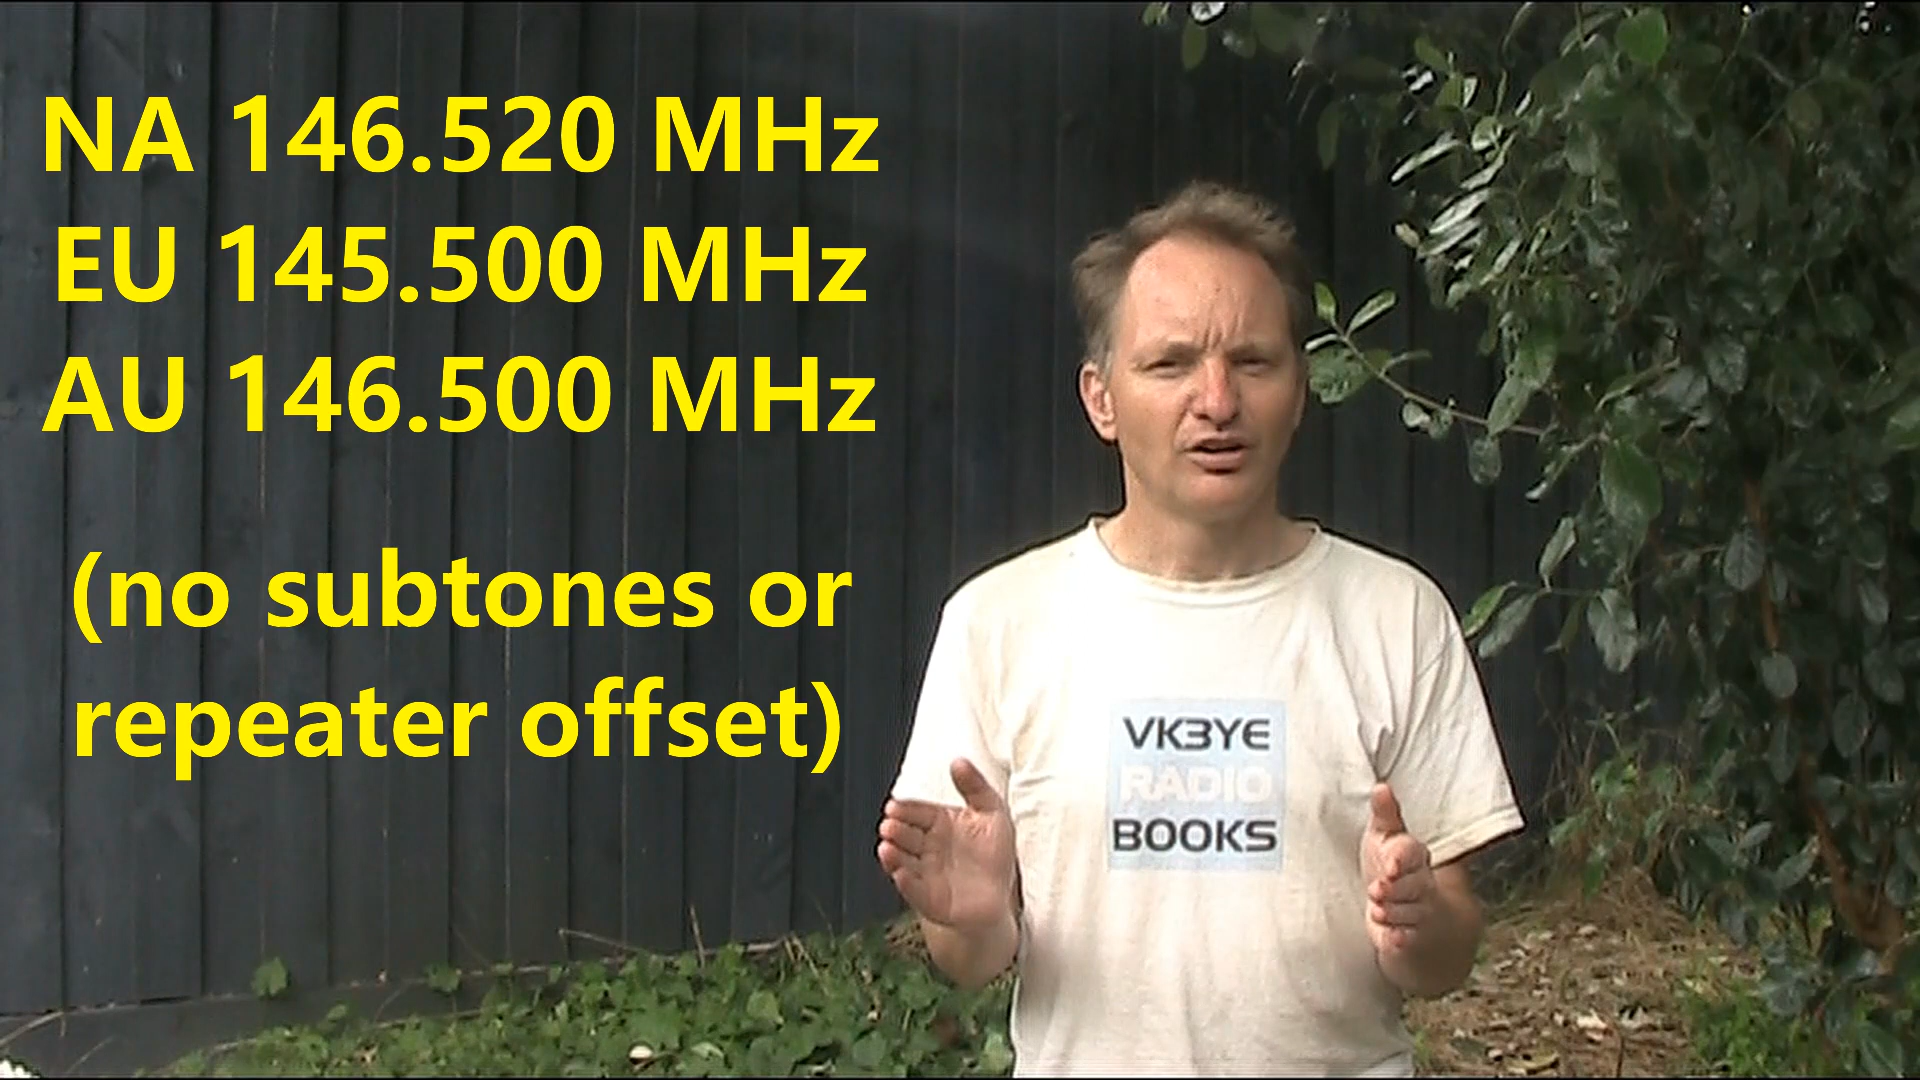 NA 146.520 MHz
EU 145.500 MHz
AU 146.500 MHz
(no subtones or
repeater offset)
VK3YE
RADIO
BOOKS